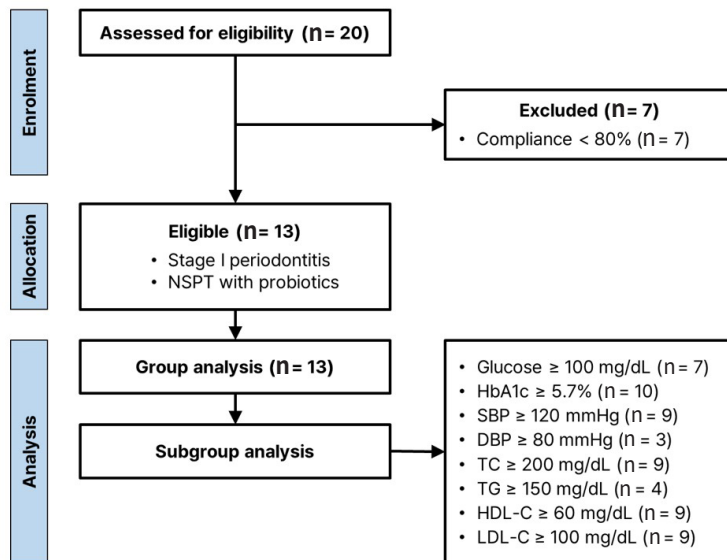 Enrolment
Assessed for eligibility (n= 20)
Excluded (n= 7)
• Compliance < 80% (n= 7)
Allocation
Eligible (n= 13)
• Stage I periodontitis
• NSPT with probiotics
Analysis
Group analysis (n= 13)
Subgroup analysis
• Glucose ≥ 100 mg/dL (n= 7)
• HbA1c ≥ 5.7% (n= 10)
• SBP ≥ 120 mmHg (n= 9)
• DBP ≥ 80 mmHg (n= 3)
• TC ≥ 200 mg/dL (n= 9)
• TG ≥ 150 mg/dL (n= 4)
• HDL-C ≥ 60 mg/dL (n= 9)
• LDL-C ≥ 100 mg/dL (n= 9)